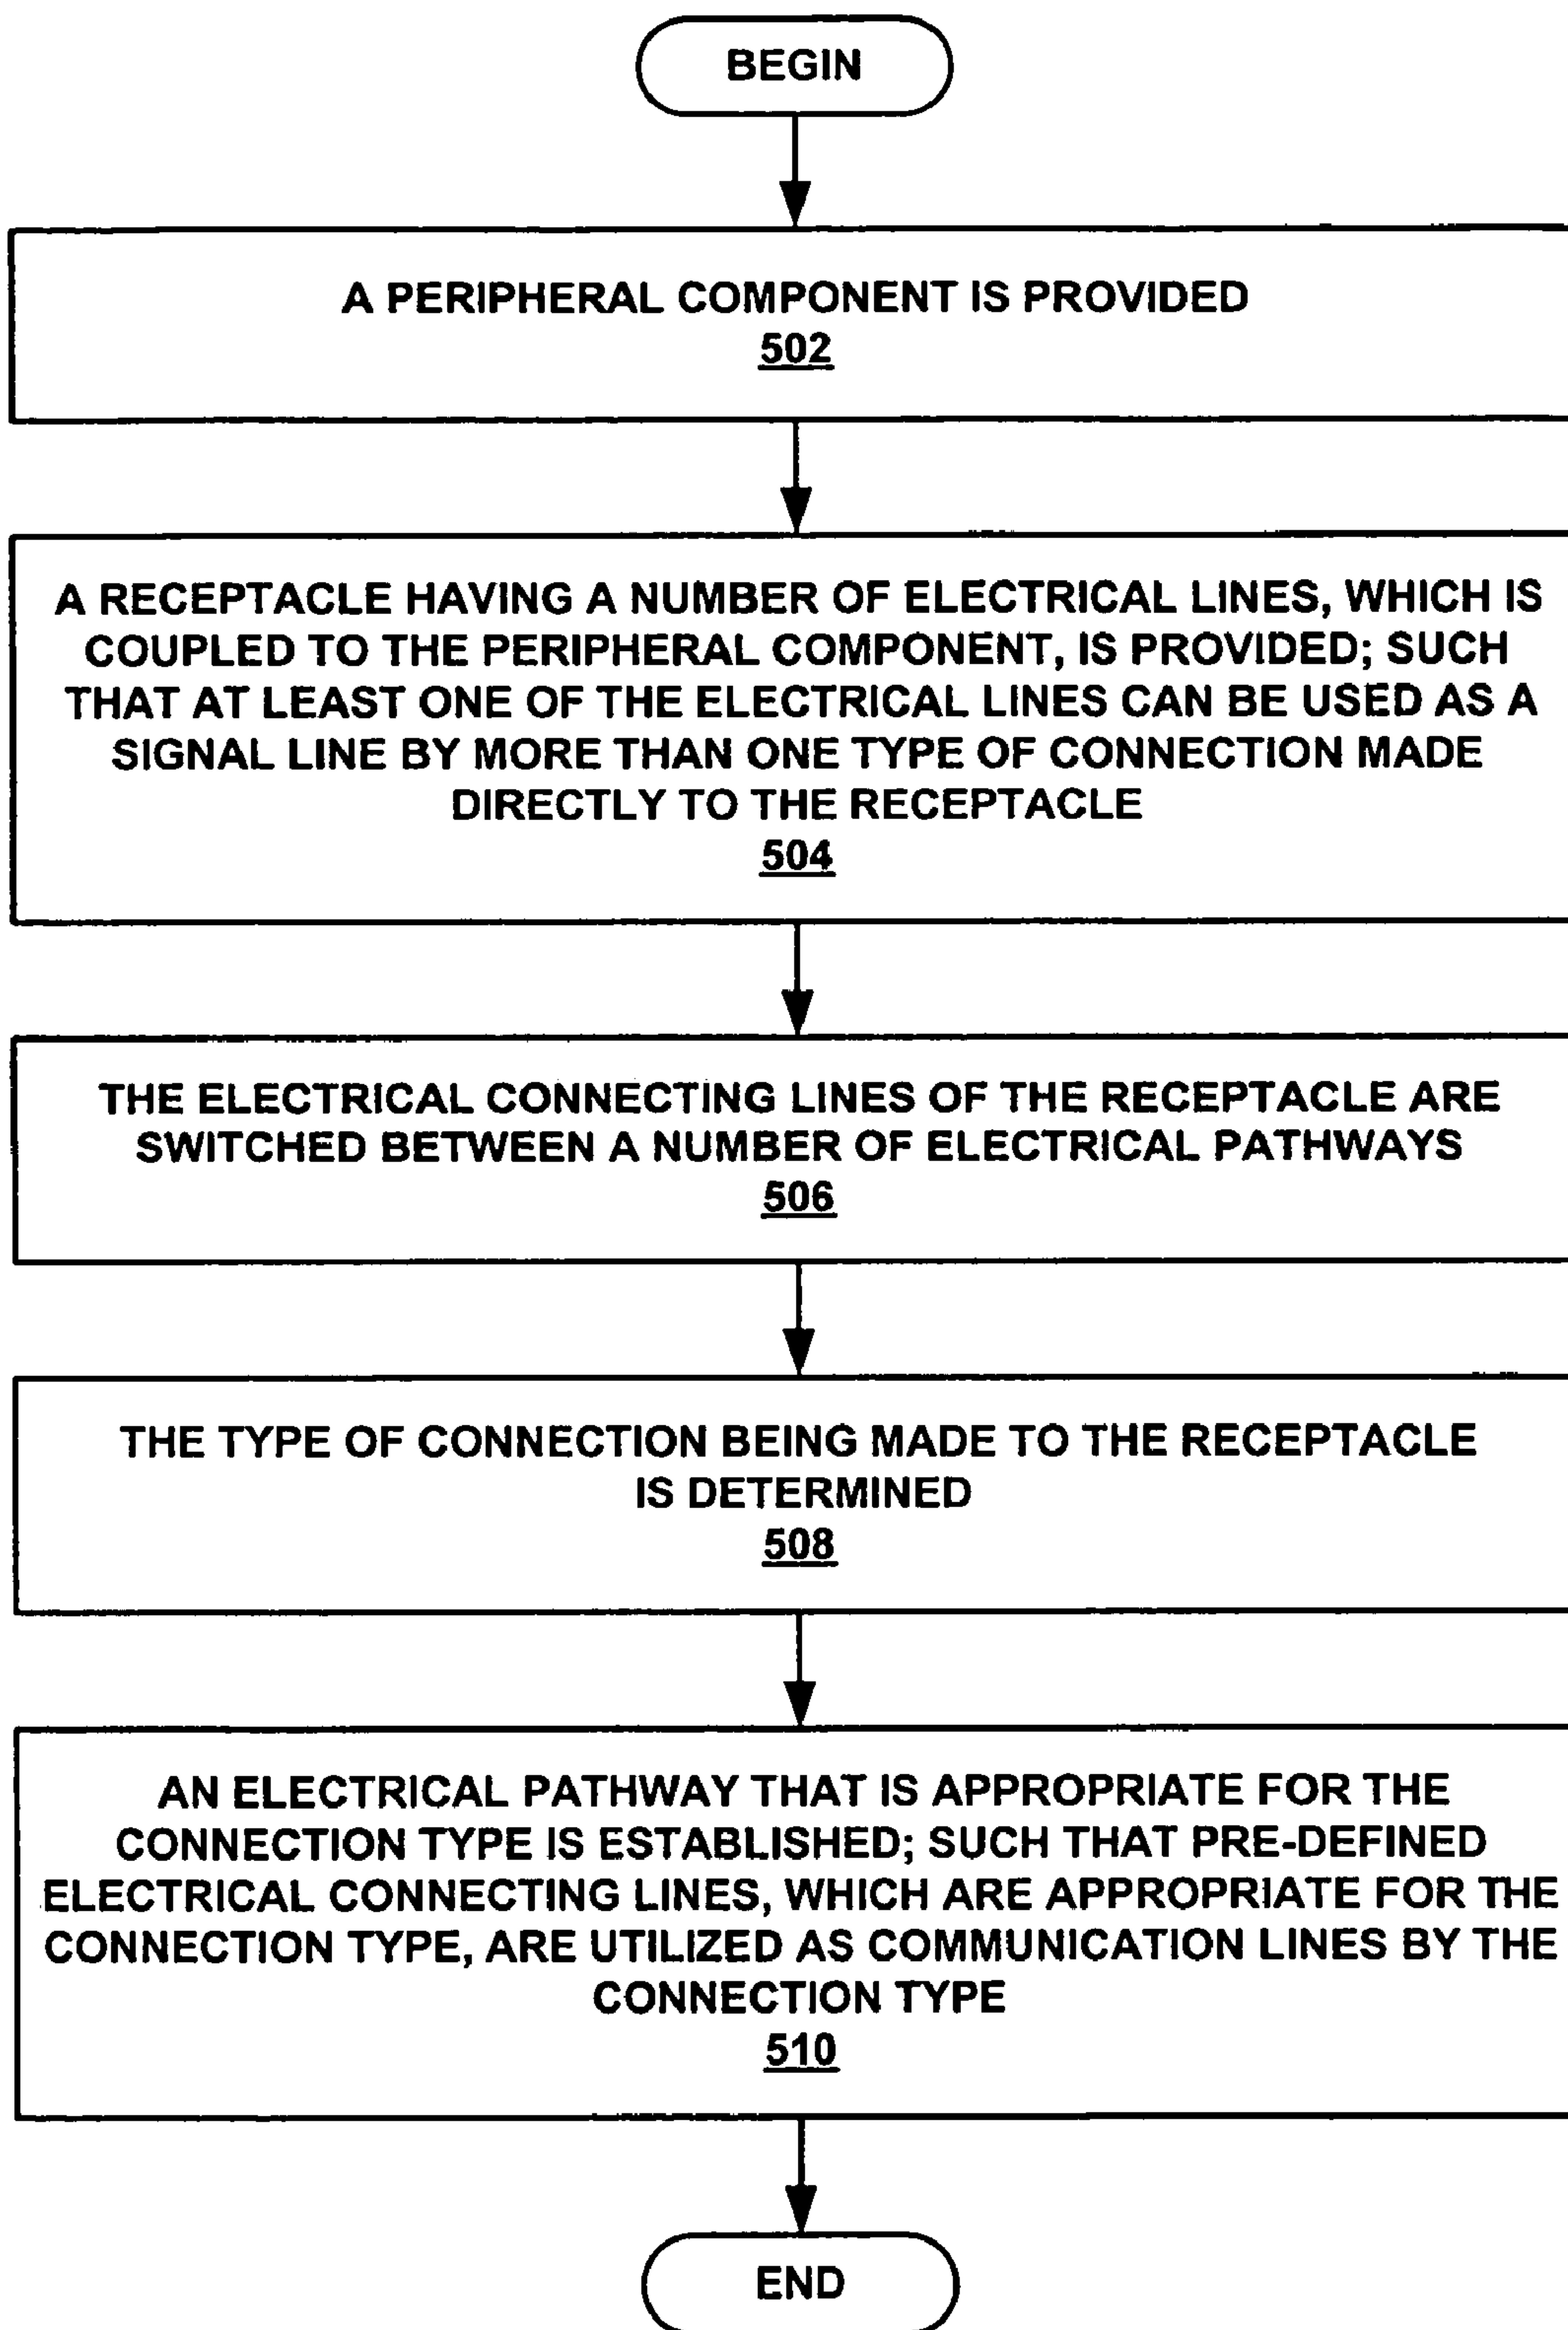 BEGIN
A PERIPHERAL COMPONENT IS PROVIDED
502
A RECEPTACLE HAVING A NUMBER OF ELECTRICAL LINES, WHICH IS
COUPLED TO THE PERIPHERAL COMPONENT, IS PROVIDED; SUCH
THAT AT LEAST ONE OF THE ELECTRICAL LINES CAN BE USED AS A
SIGNAL LINE BY MORE THAN ONE TYPE OF CONNECTION MADE
DIRECTLY TO THE RECEPTACLE
504
THE ELECTRICAL CONNECTING LINES OF THE RECEPTACLE ARE
SWITCHED BETWEEN A NUMBER OF ELECTRICAL PATHWAYS
506
THE TYPE OF CONNECTION BEING MADE TO THE RECEPTACLE
IS DETERMINED
508
AN ELECTRICAL PATHWAY THAT IS APPROPRIATE FOR THE
CONNECTION TYPE IS ESTABLISHED; SUCH THAT PRE-DEFINED
ELECTRICAL CONNECTING LINES, WHICH ARE APPROPRIATE FOR THE
CONNECTION TYPE, ARE UTILIZED AS COMMUNICATION LINES BY THE
CONNECTION TYPE
510
END